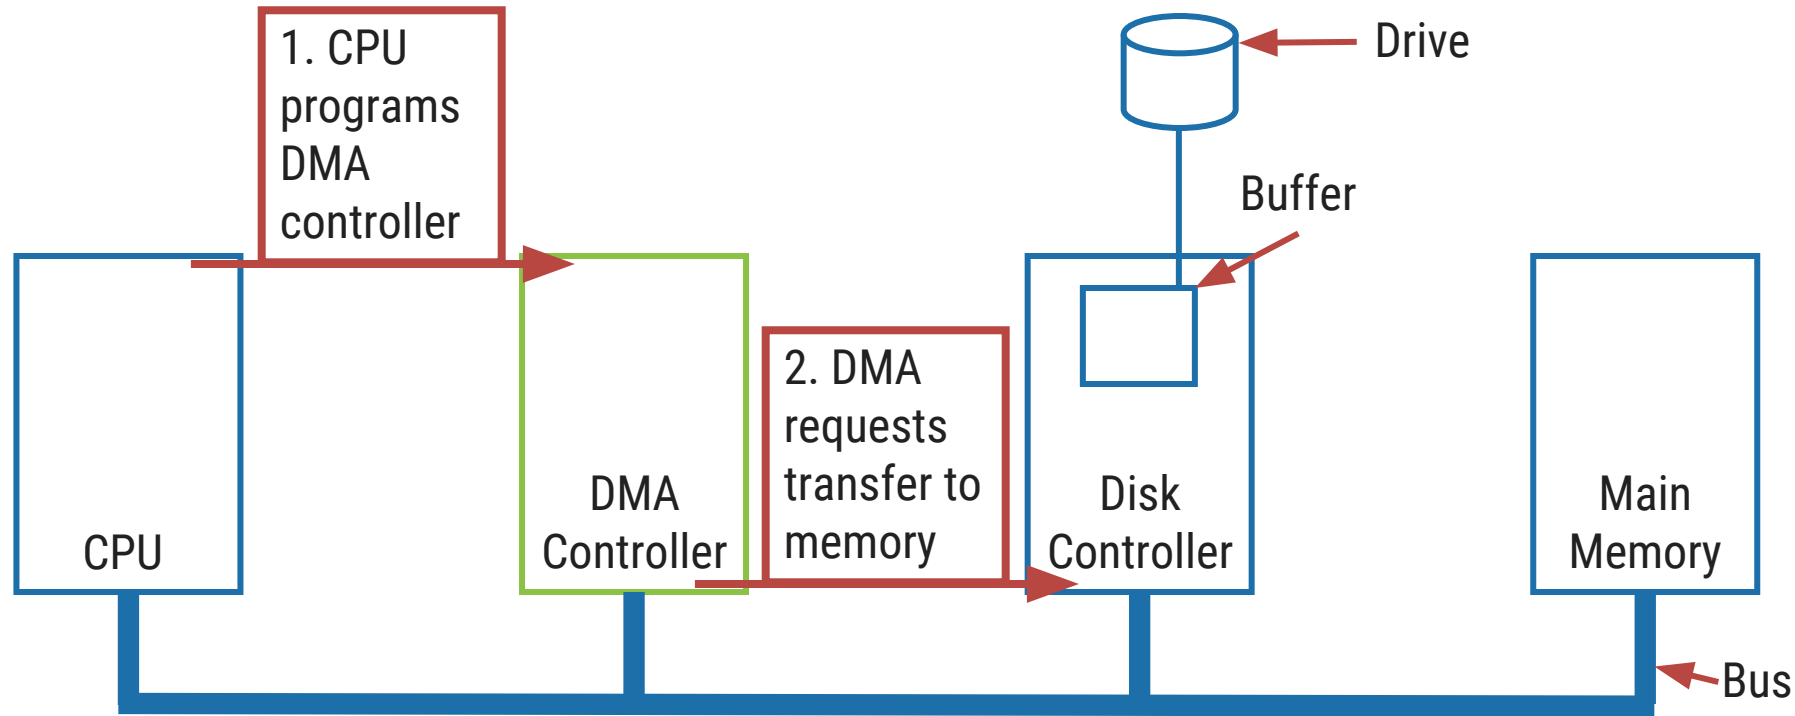 1. CPU
programs
DMA
controller
Drive
Buffer
2. DMA
requests
transfer to
memory
CPU
DMA
Controller
Disk
Controller
Main
Memory
Bus